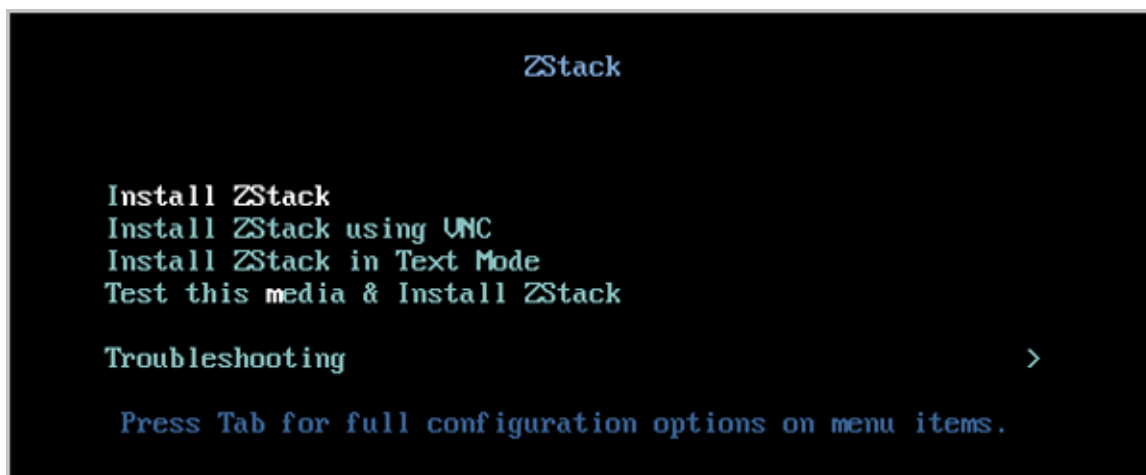 ZStack
Install ZStack
Install ZStack using VNC
Install ZStack in Text Mode
Test this media & Install ZStack
Troubleshooting >
Press Tab for full configuration options on menu items.